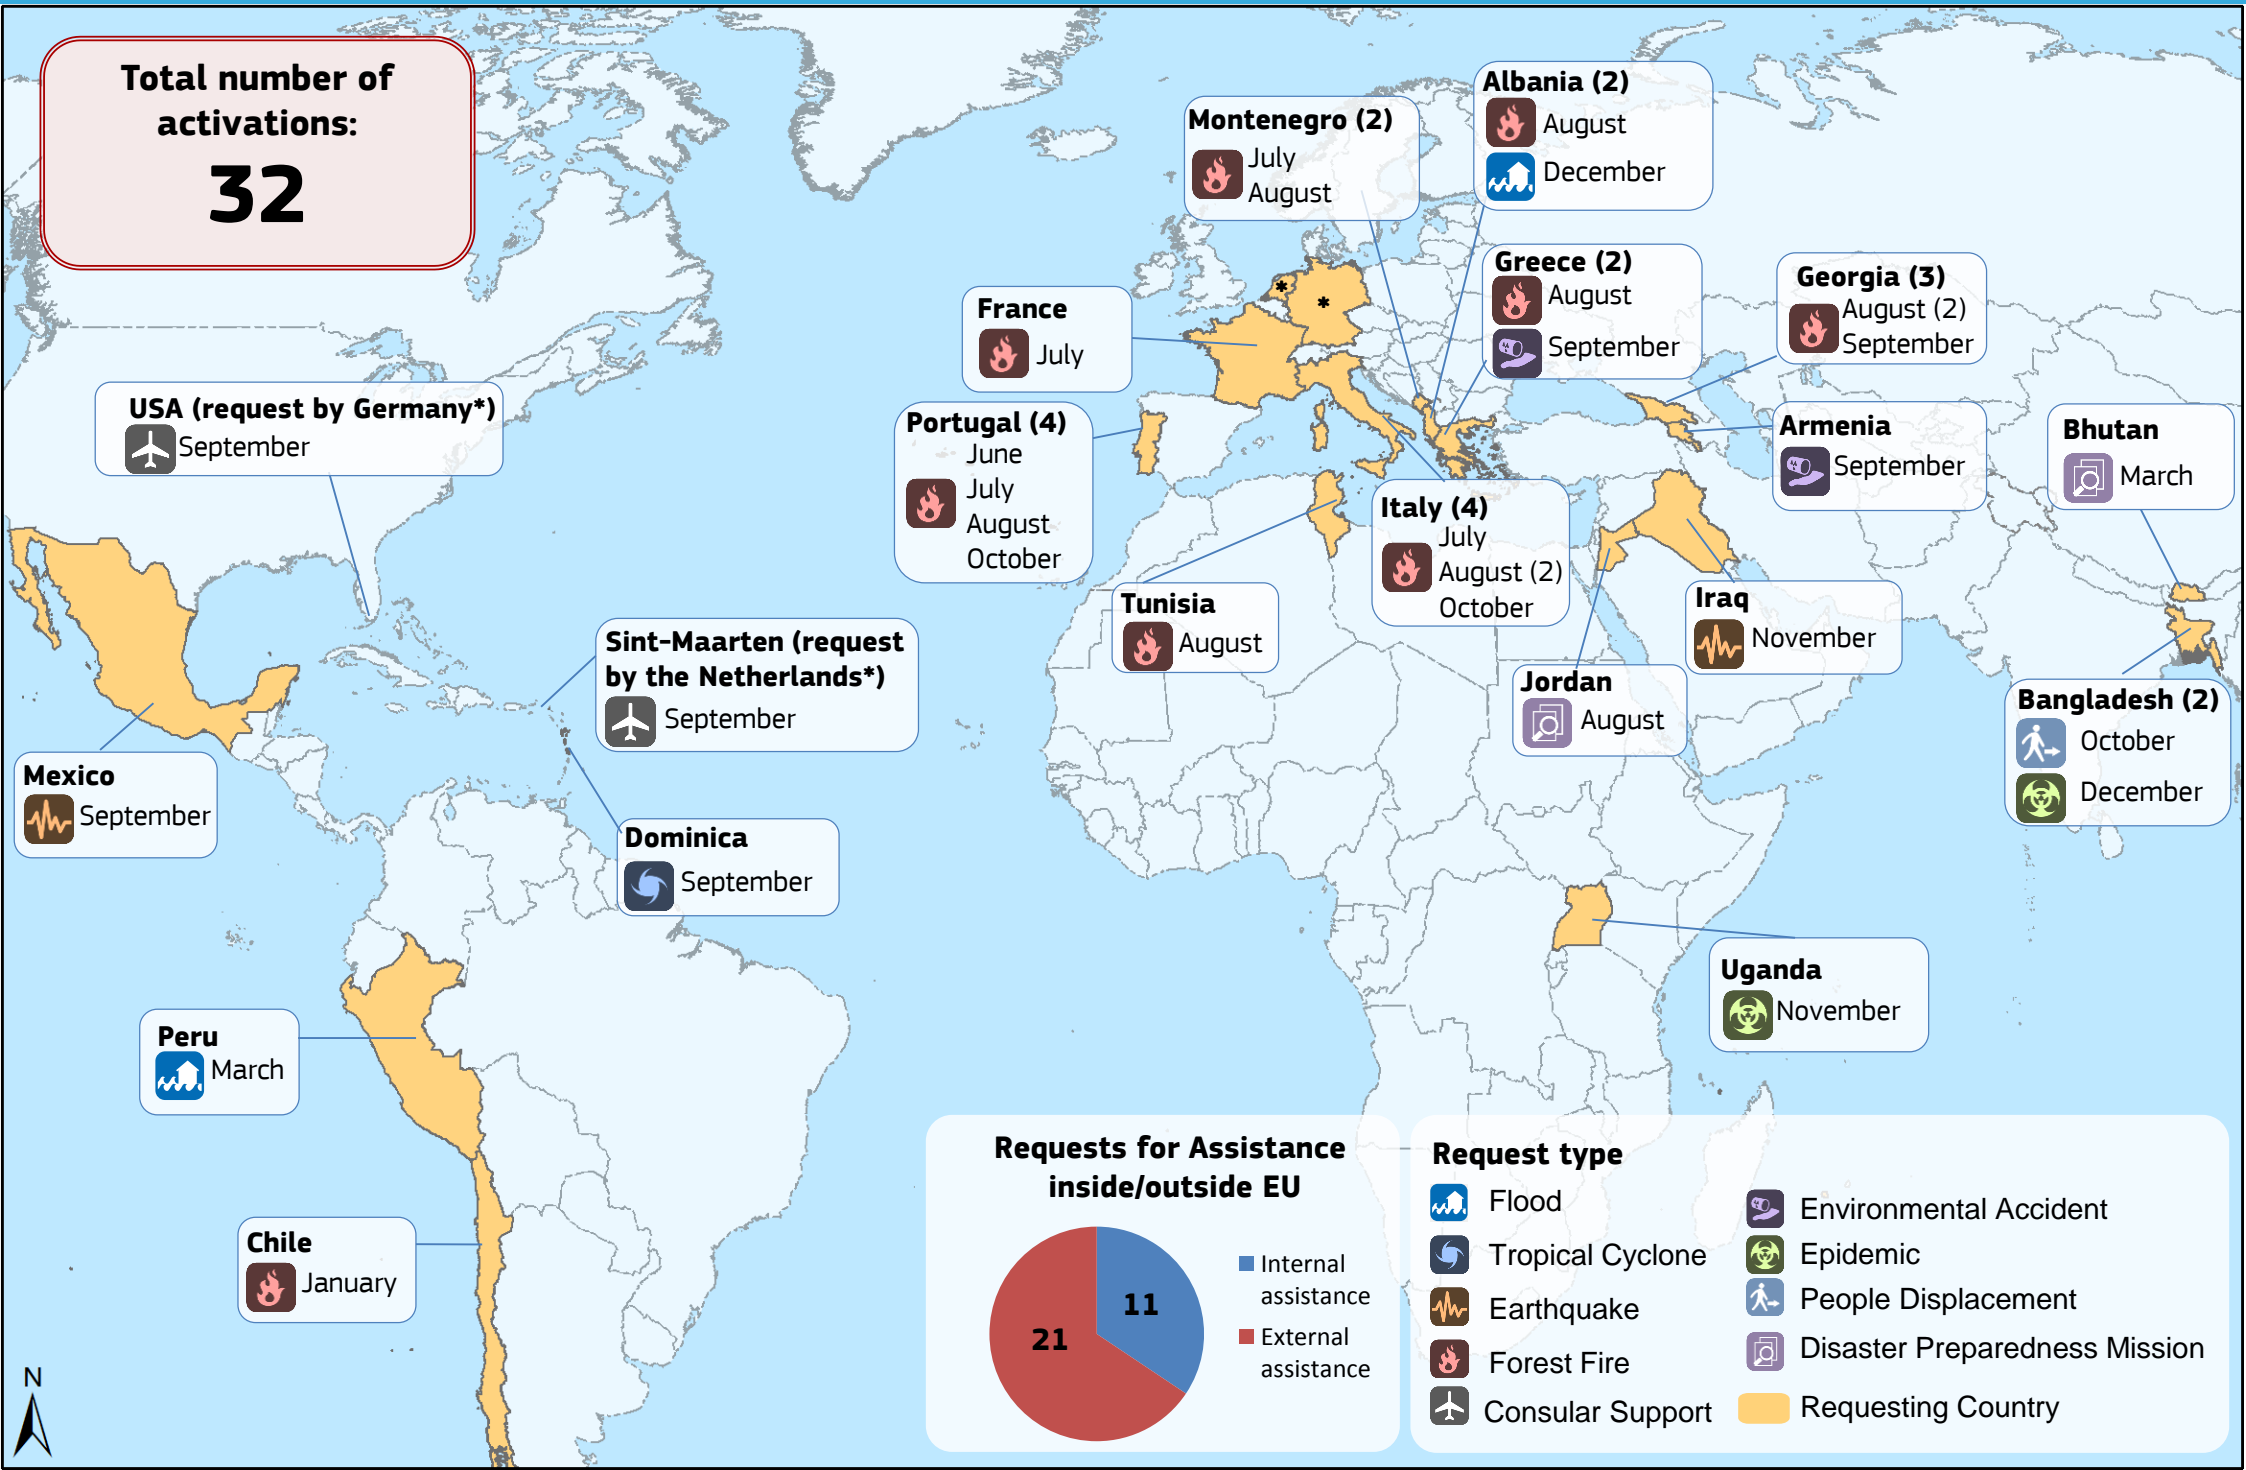 Total number of
activations:
32
Montenegro (2)
July
August
Albania (2)
August
December
Greece (2)
August
September
Georgia (3)
August (2)
September
France
July
USA (request by Germany*)
September
Portugal (4)
June
July
August
October
Armenia
September
Bhutan
March
Italy (4)
July
August (2)
October
Tunisia
August
Iraq
November
Sint-Maarten (request
by the Netherlands*)
September
Jordan
August
Bangladesh (2)
October
December
Mexico
September
Dominica
September
Uganda
November
Peru
March
Chile
January
*
*
N
Requests for Assistance
inside/outside EU
11
21
Internal
assistance
External
assistance
Request type
Flood
Tropical Cyclone
Earthquake
Forest Fire
Consular Support
Environmental Accident
Epidemic
People Displacement
Disaster Preparedness Mission
Requesting Country